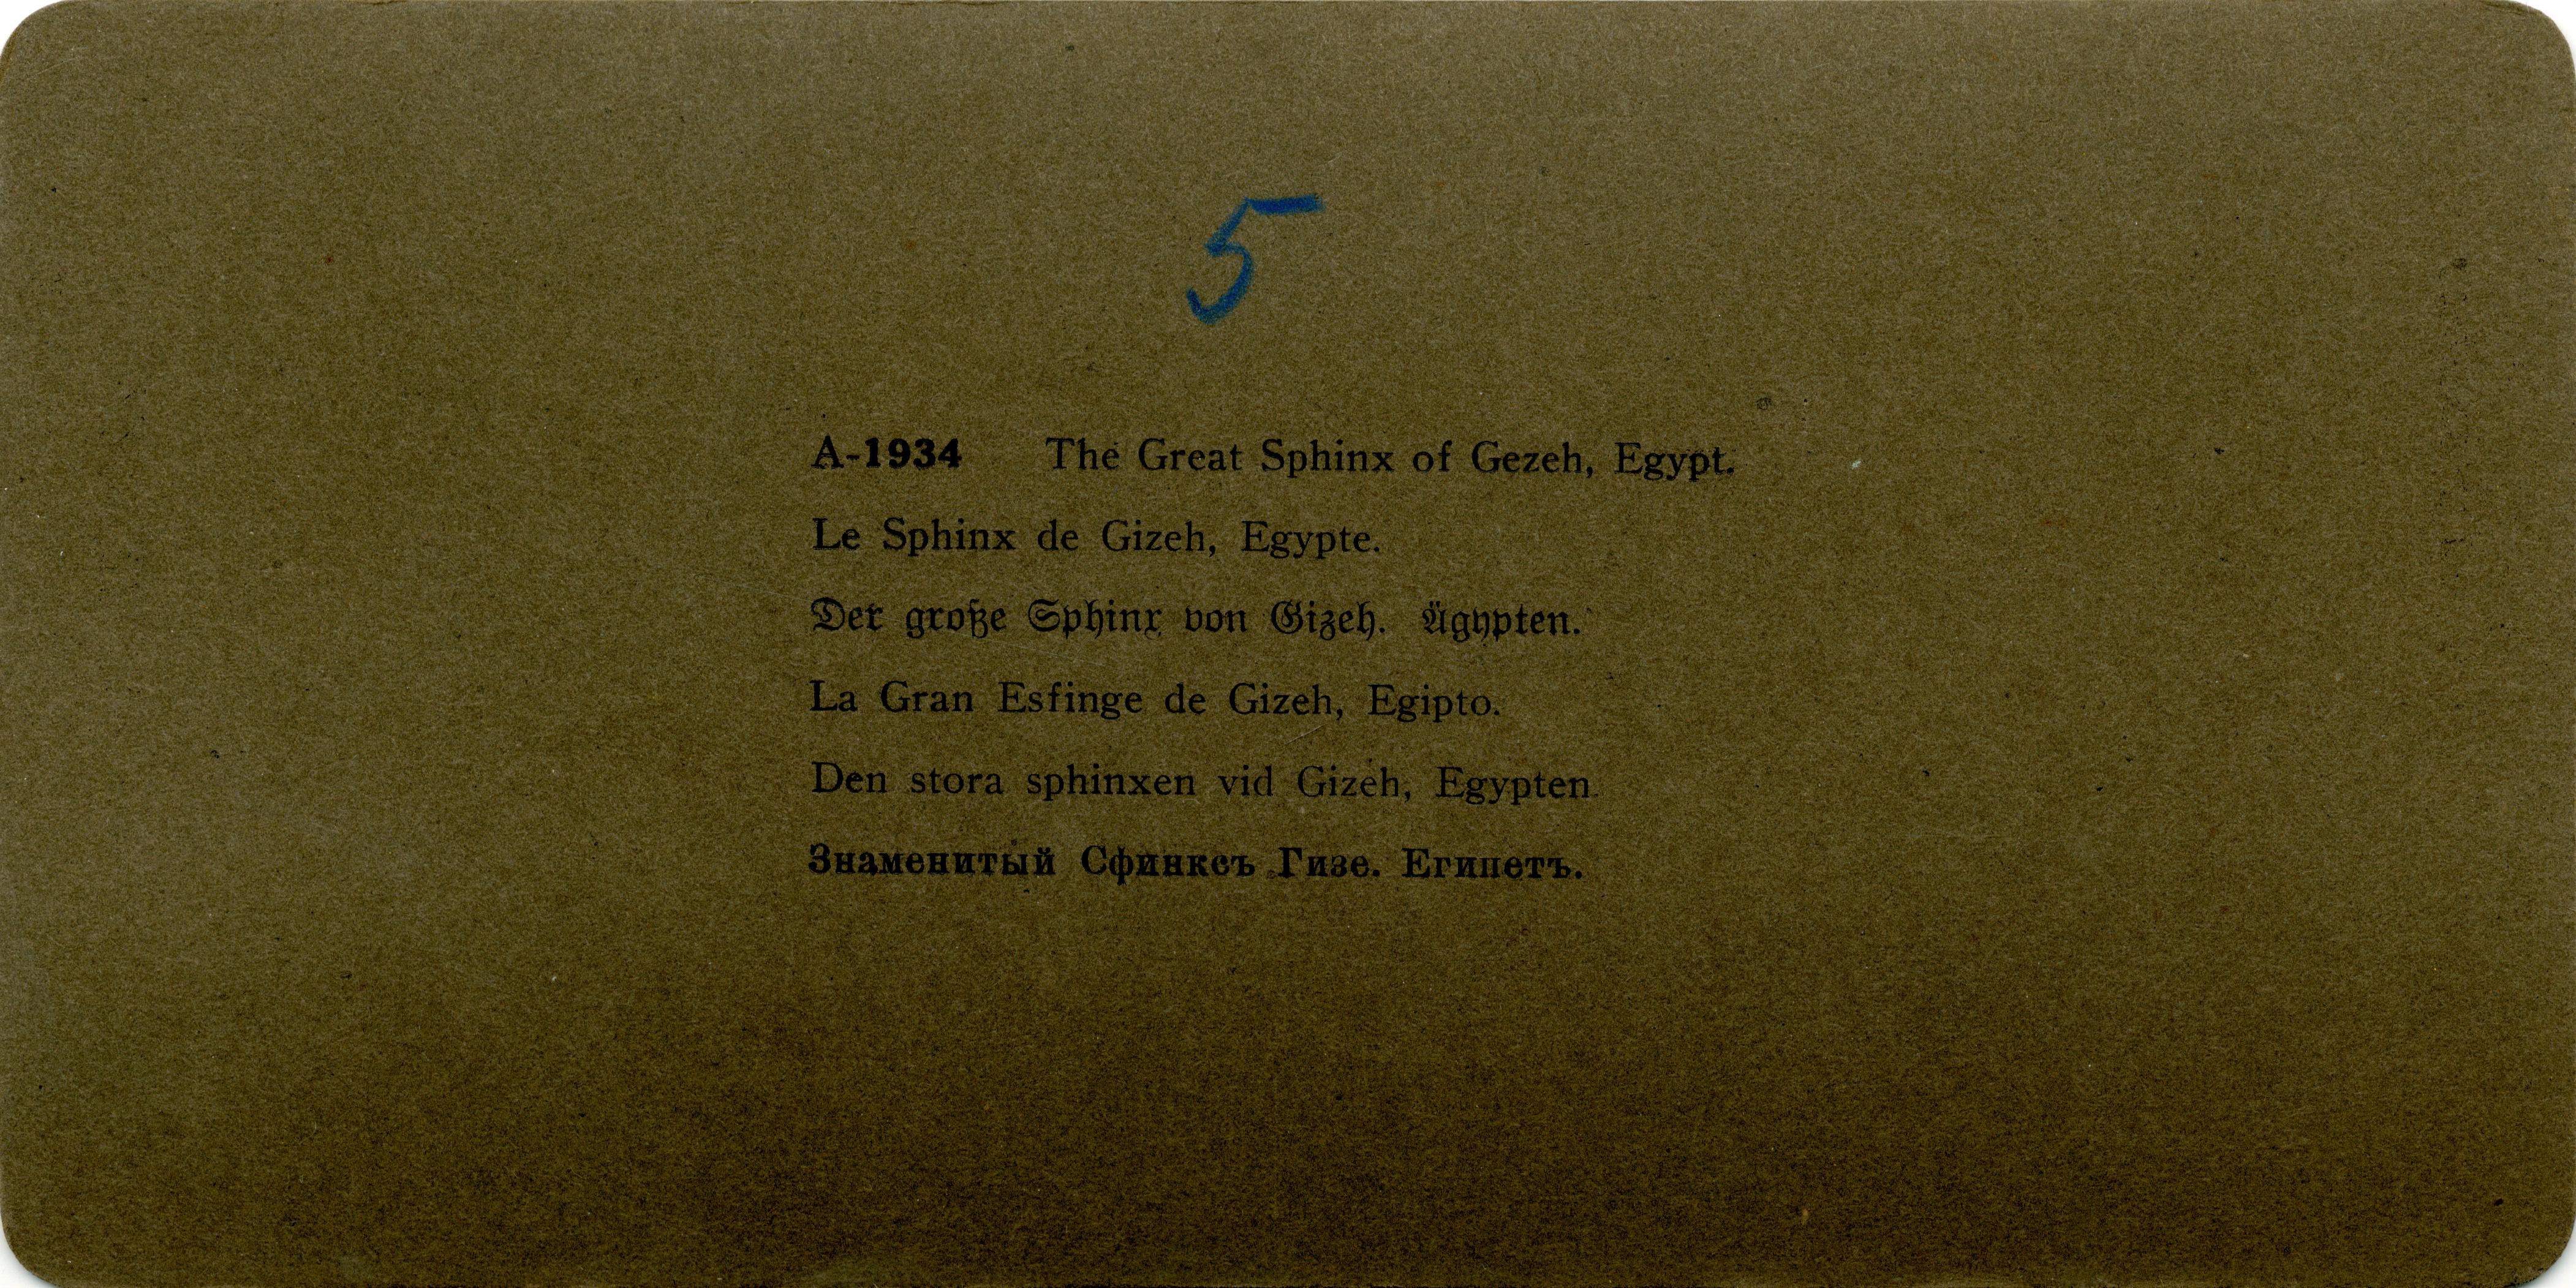 5
A-1934 The Great Sphinx of Gezeh, Egypt.
Le Sphinx de Gizeh, Egypte.
Der große Sphinx von Gizeh. Ägypten.
La Gran Esfinge de Gizeh, Egipto.
Den stora sphinxen vid Gizeh, Egypten
Знаменитый Сфинксъ Гизе. Египетъ.